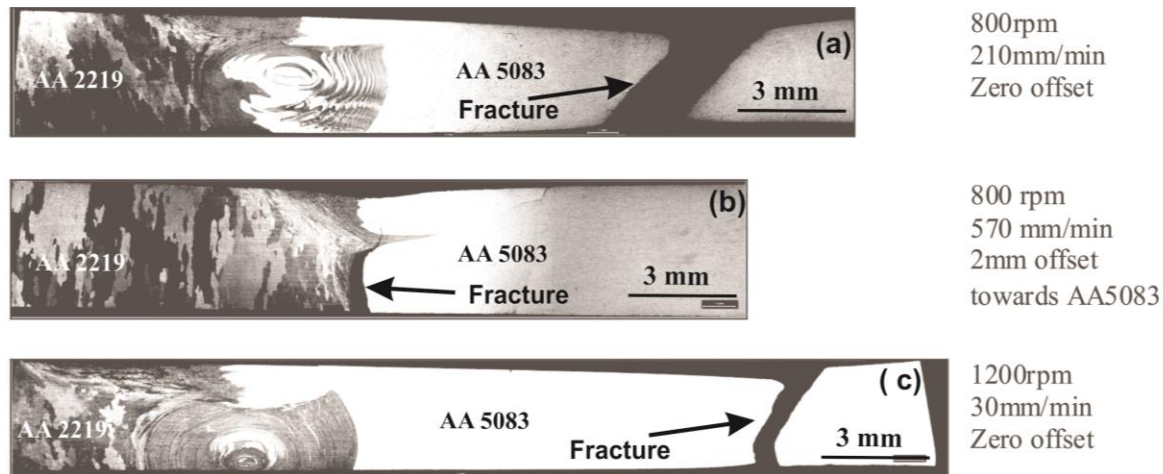 (a)
AA 2219
AA 5083
Fracture
3 mm
800rpm
210mm/min
Zero offset
(b)
AA 2219
AA 5083
Fracture
3 mm
800 rpm
570 mm/min
2mm offset
towards AA5083
( c)
AA 2219
AA 5083
Fracture
3 mm
1200rpm
30mm/min
Zero offset